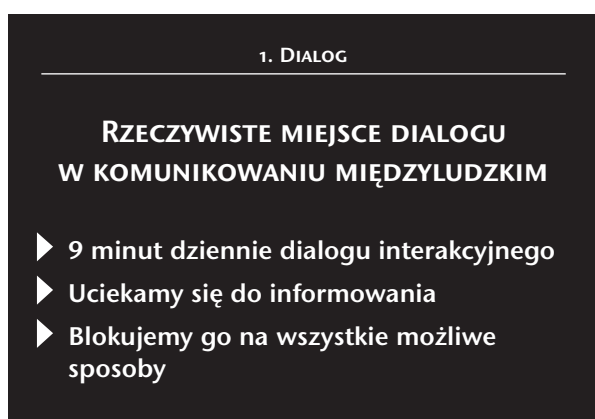 1. Dialog
Rzeczywiste miejsce dialogu
w komunikowaniu międzyludzkim
9 minut dziennie dialogu interakcyjnego
Uciekamy się do informowania
Blokujemy go na wszystkie możliwe
sposoby